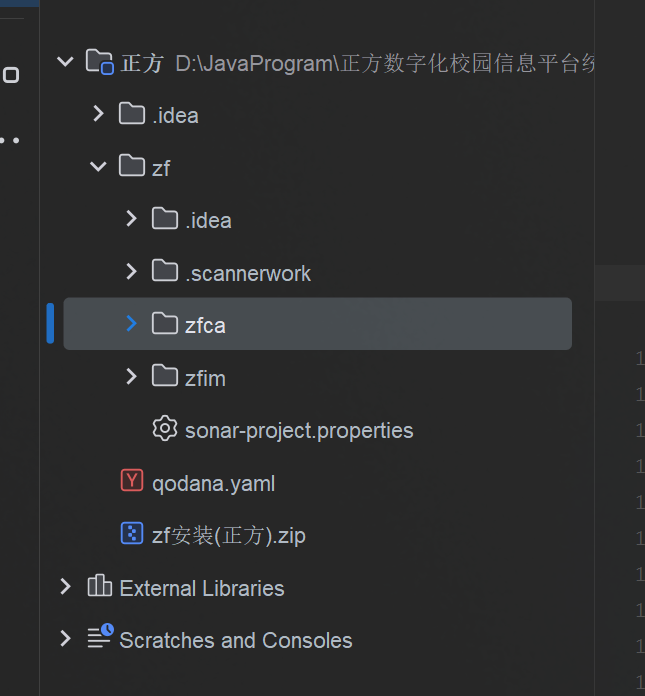 正方 D:\JavaProgram\正方数字化校园信息平台统
.idea
zf
.idea
.scannerwork
zfca
zfim
sonar-project.properties
qodana.yaml
zf安装(正方).zip
External Libraries
Scratches and Consoles
1
1
1
1
1
1
1
1
1
1